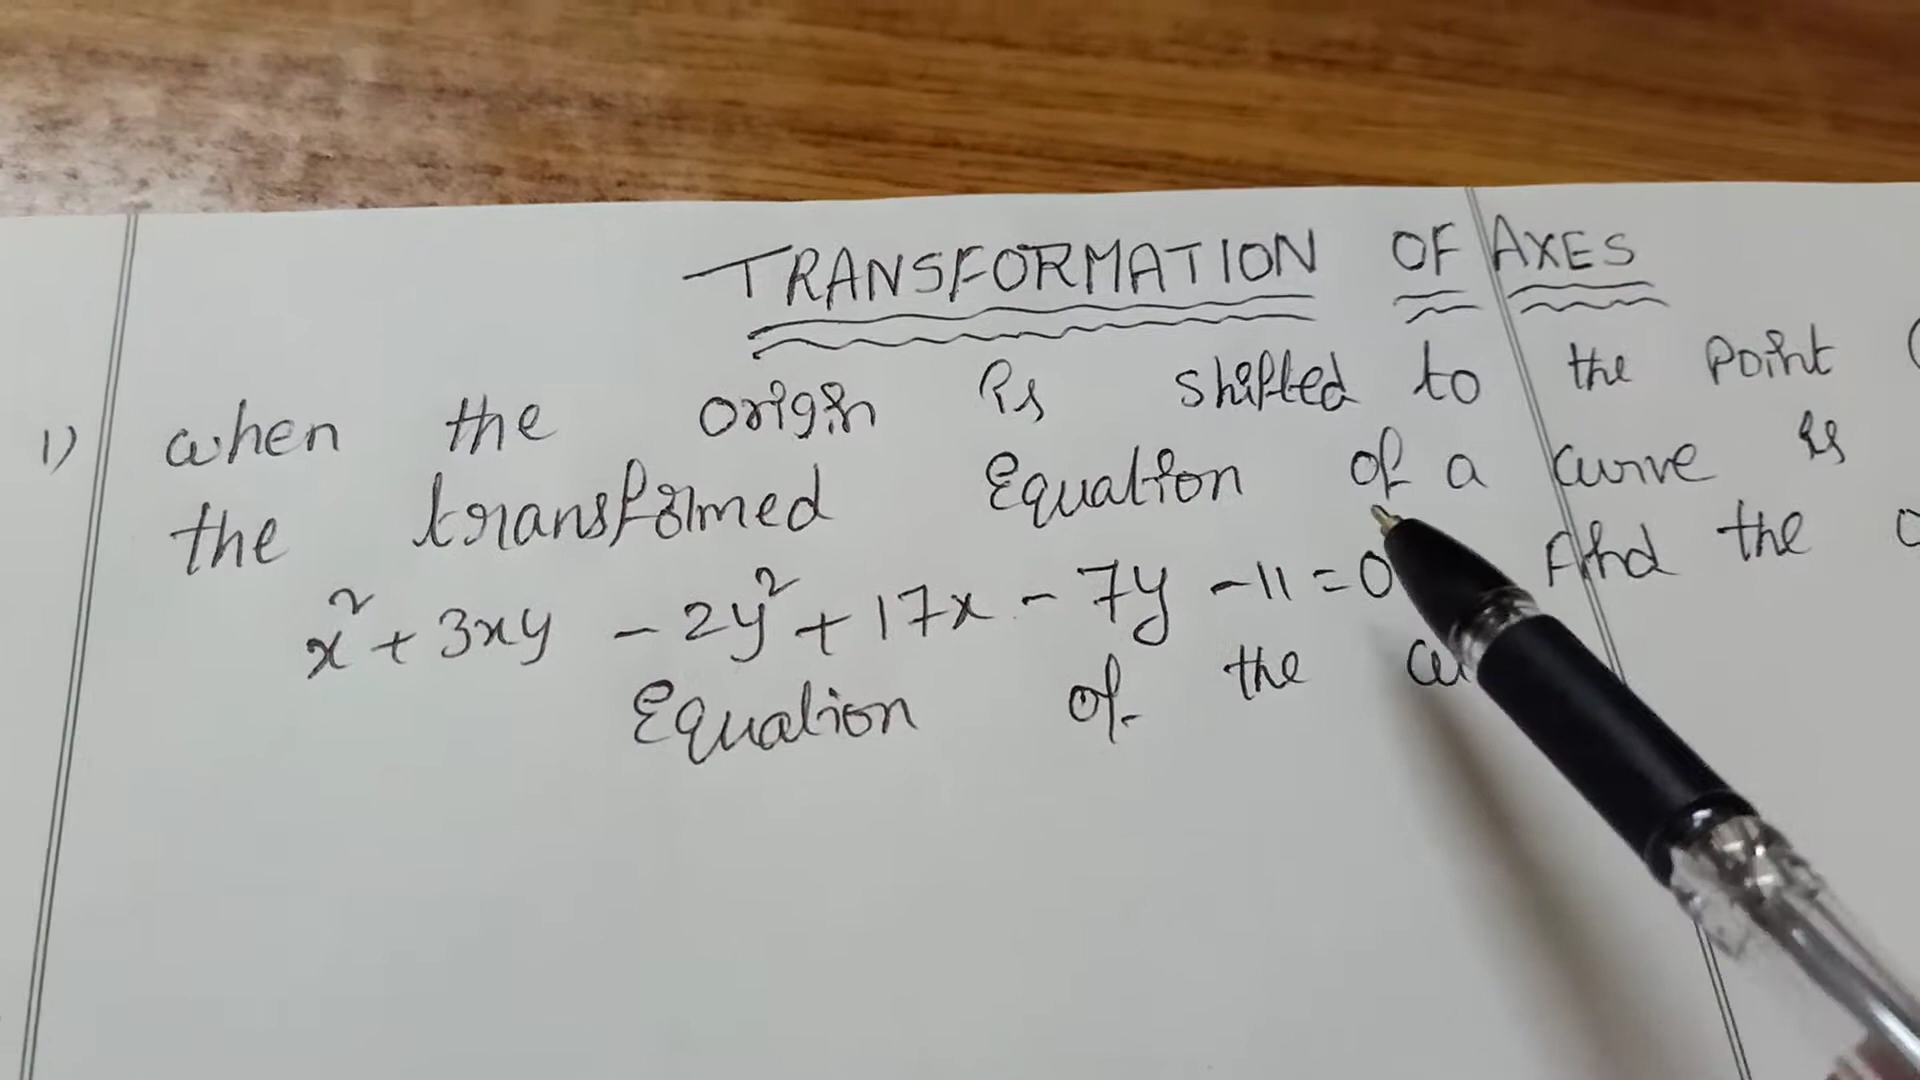 TRANSFORMATION OF AXES
1) when the origin is shifted to the point (
the transformed Equation of a curve is
x² + 3xy - 2y² + 17x - 7y - 11 = 0 Find the
Equation of the